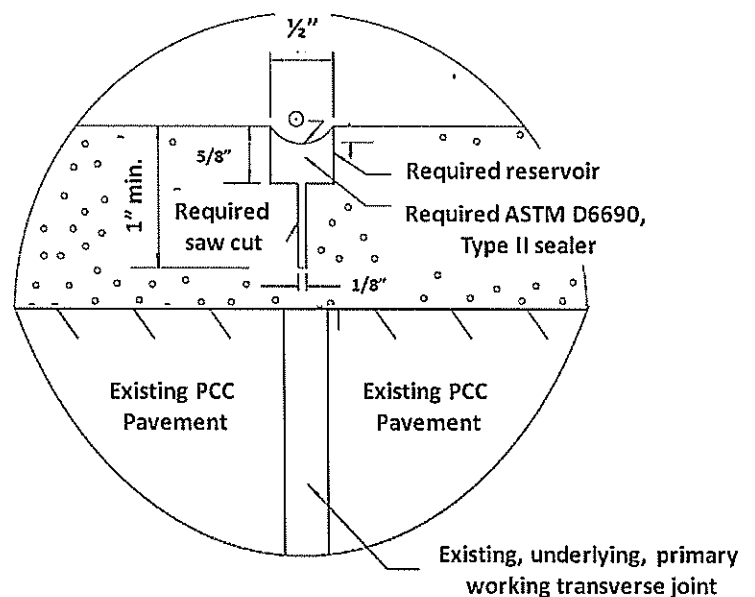 ½"
5/8"
1" min.
Required reservoir
Required
saw cut
Required ASTM D6690,
Type II sealer
1/8"
Existing PCC
Pavement
Existing PCC
Pavement
Existing, underlying, primary
working transverse joint